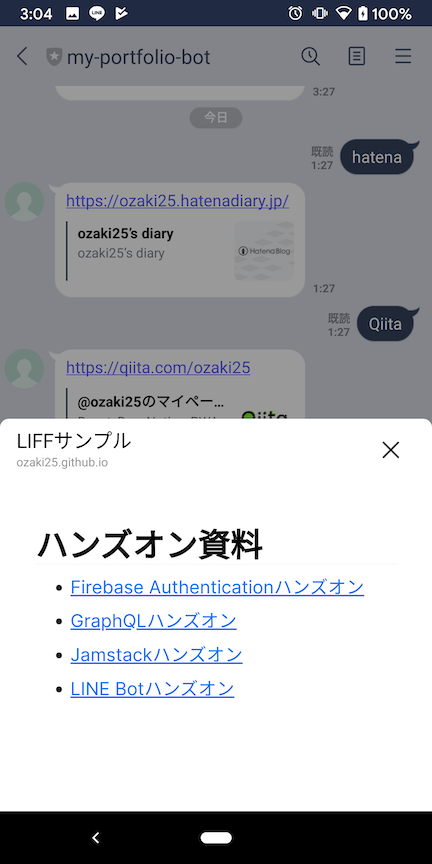 3:04 LINE 100%
my-portfolio-bot
3:27
今日
既読
1:27
hatena
https://ozaki25.hatenadiary.jp/
ozaki25's diary
ozaki25's diary
HatenaBlog
1:27
既読
1:27
Qiita
https://qiita.com/ozaki25
@ozaki25のマイペー...
Qiita
LIFFサンプル
ozaki25.github.io
ハンズオン資料
• Firebase Authenticationハンズオン
• GraphQLハンズオン
• Jamstackハンズオン
• LINE Botハンズオン